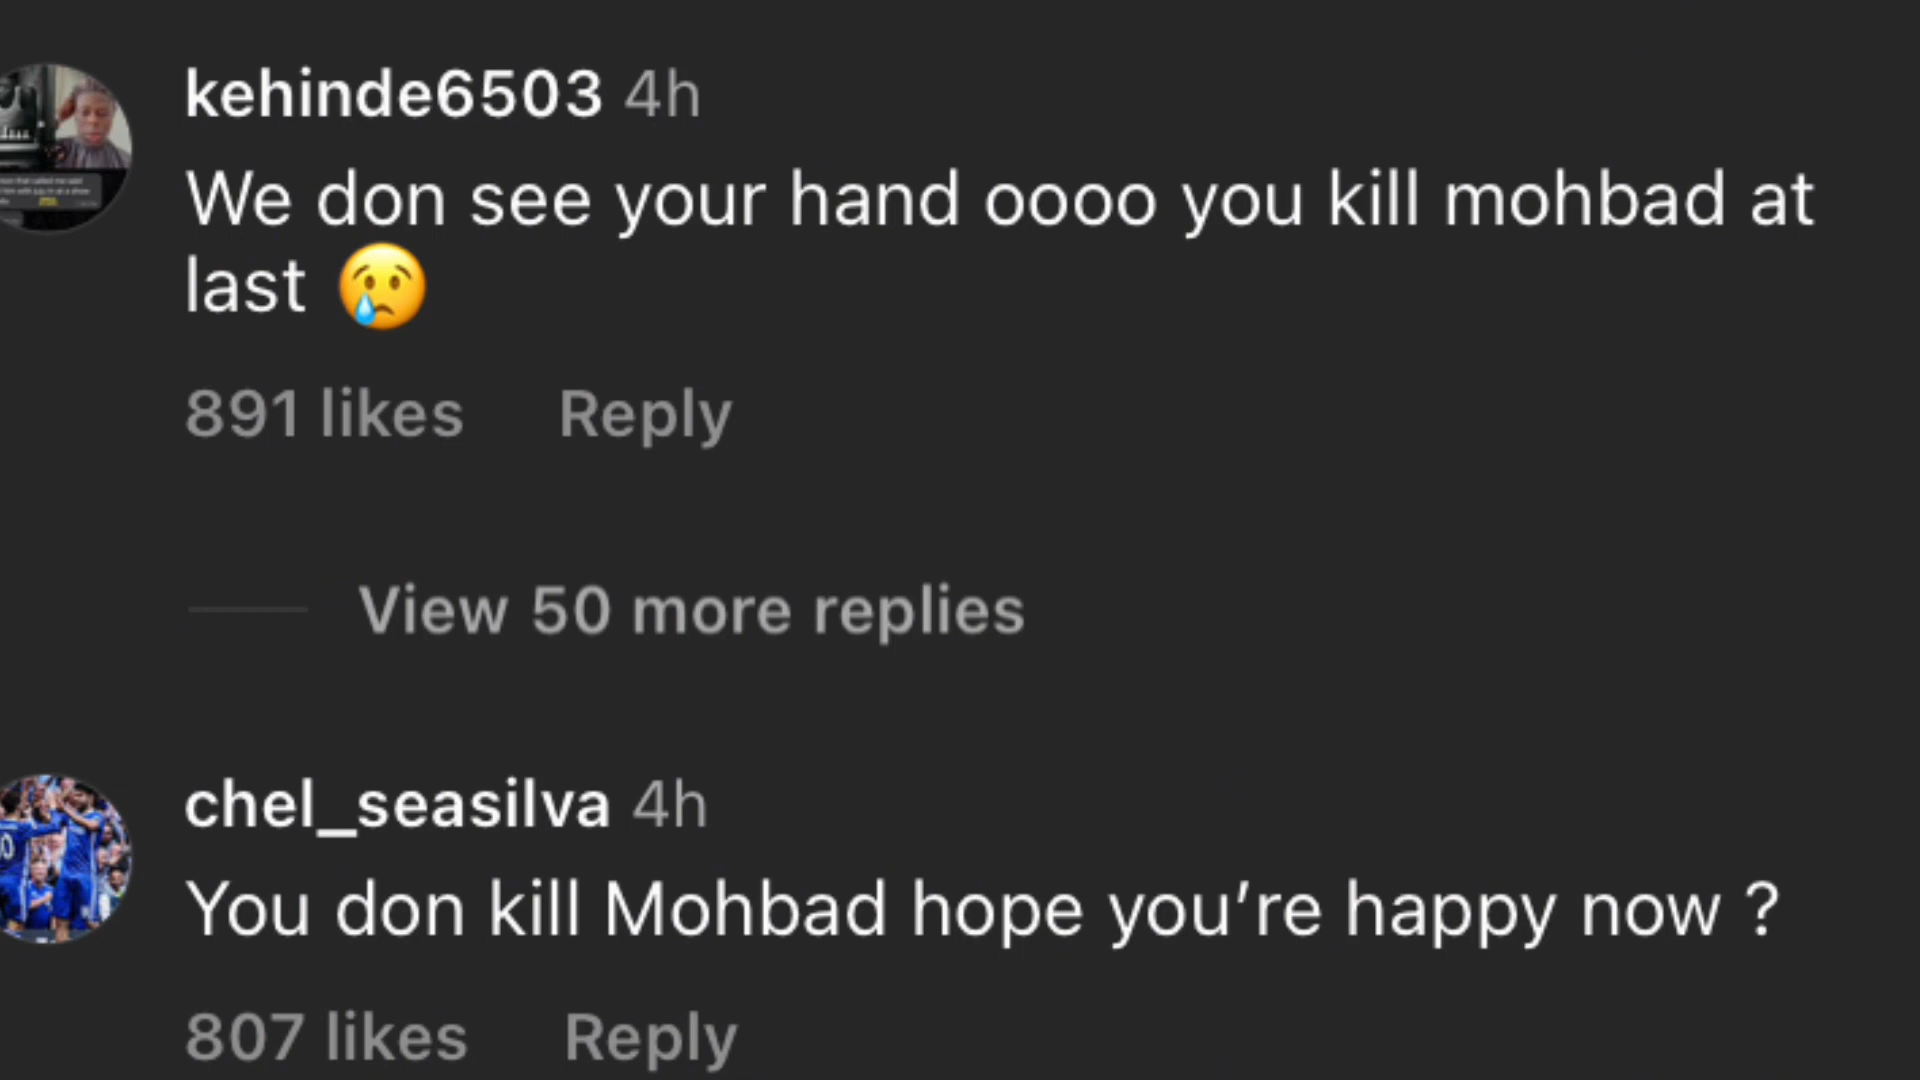 kehinde6503 4h
We don see your hand oooo you kill mohbad at
last 😢
891 likes Reply
View 50 more replies
chel_seasilva 4h
You don kill Mohbad hope you’re happy now ?
807 likes Reply